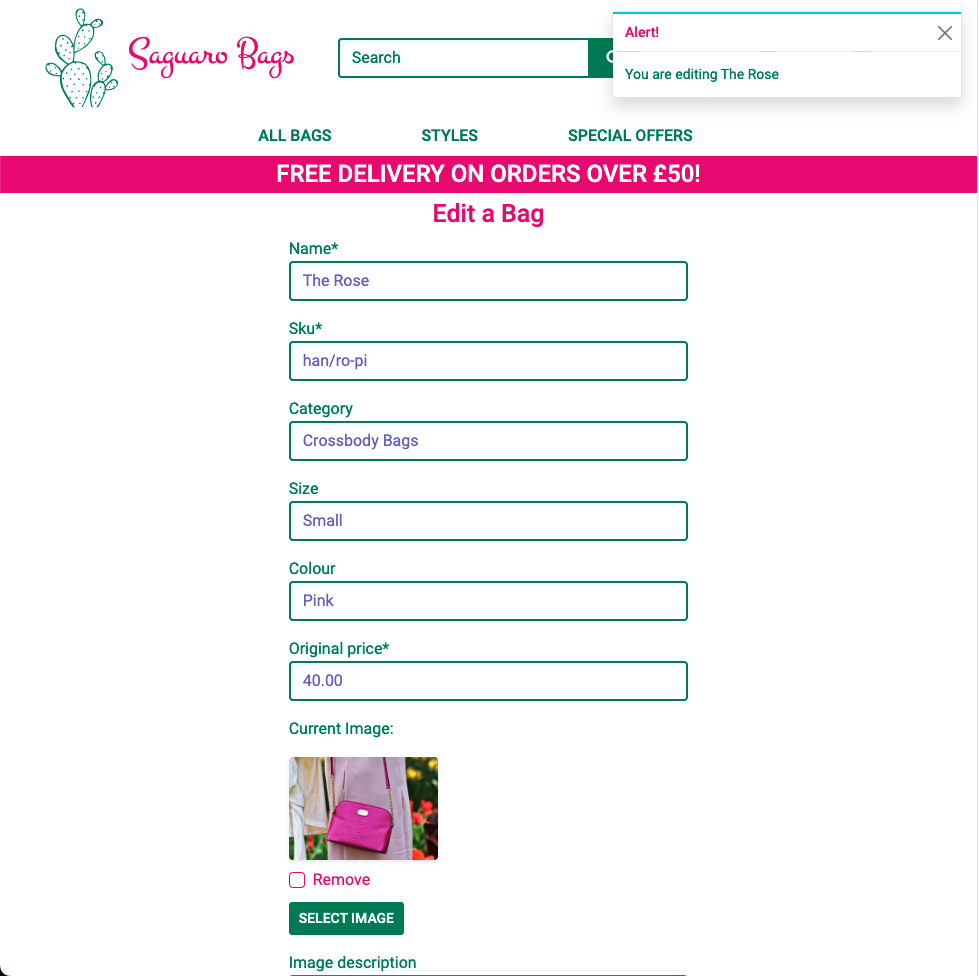 Saguaro Bags
Search
Alert!
You are editing The Rose
ALL BAGS
STYLES
SPECIAL OFFERS
FREE DELIVERY ON ORDERS OVER £50!
Edit a Bag
Name*
The Rose
Sku*
han/ro-pi
Category
Crossbody Bags
Size
Small
Colour
Pink
Original price*
40.00
Current Image:
Remove
SELECT IMAGE
Image description